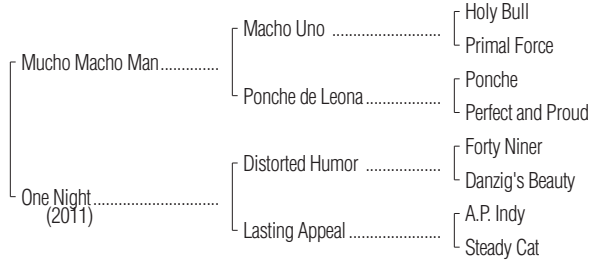 Holy Bull
Macho Uno ..........................
Primal Force
Mucho Macho Man..............
Ponche
Ponche de Leona..................
Perfect and Proud
Forty Niner
Distorted Humor ..................
Danzig's Beauty
One Night..............................
(2011)
A.P. Indy
Lasting Appeal ......................
Steady Cat